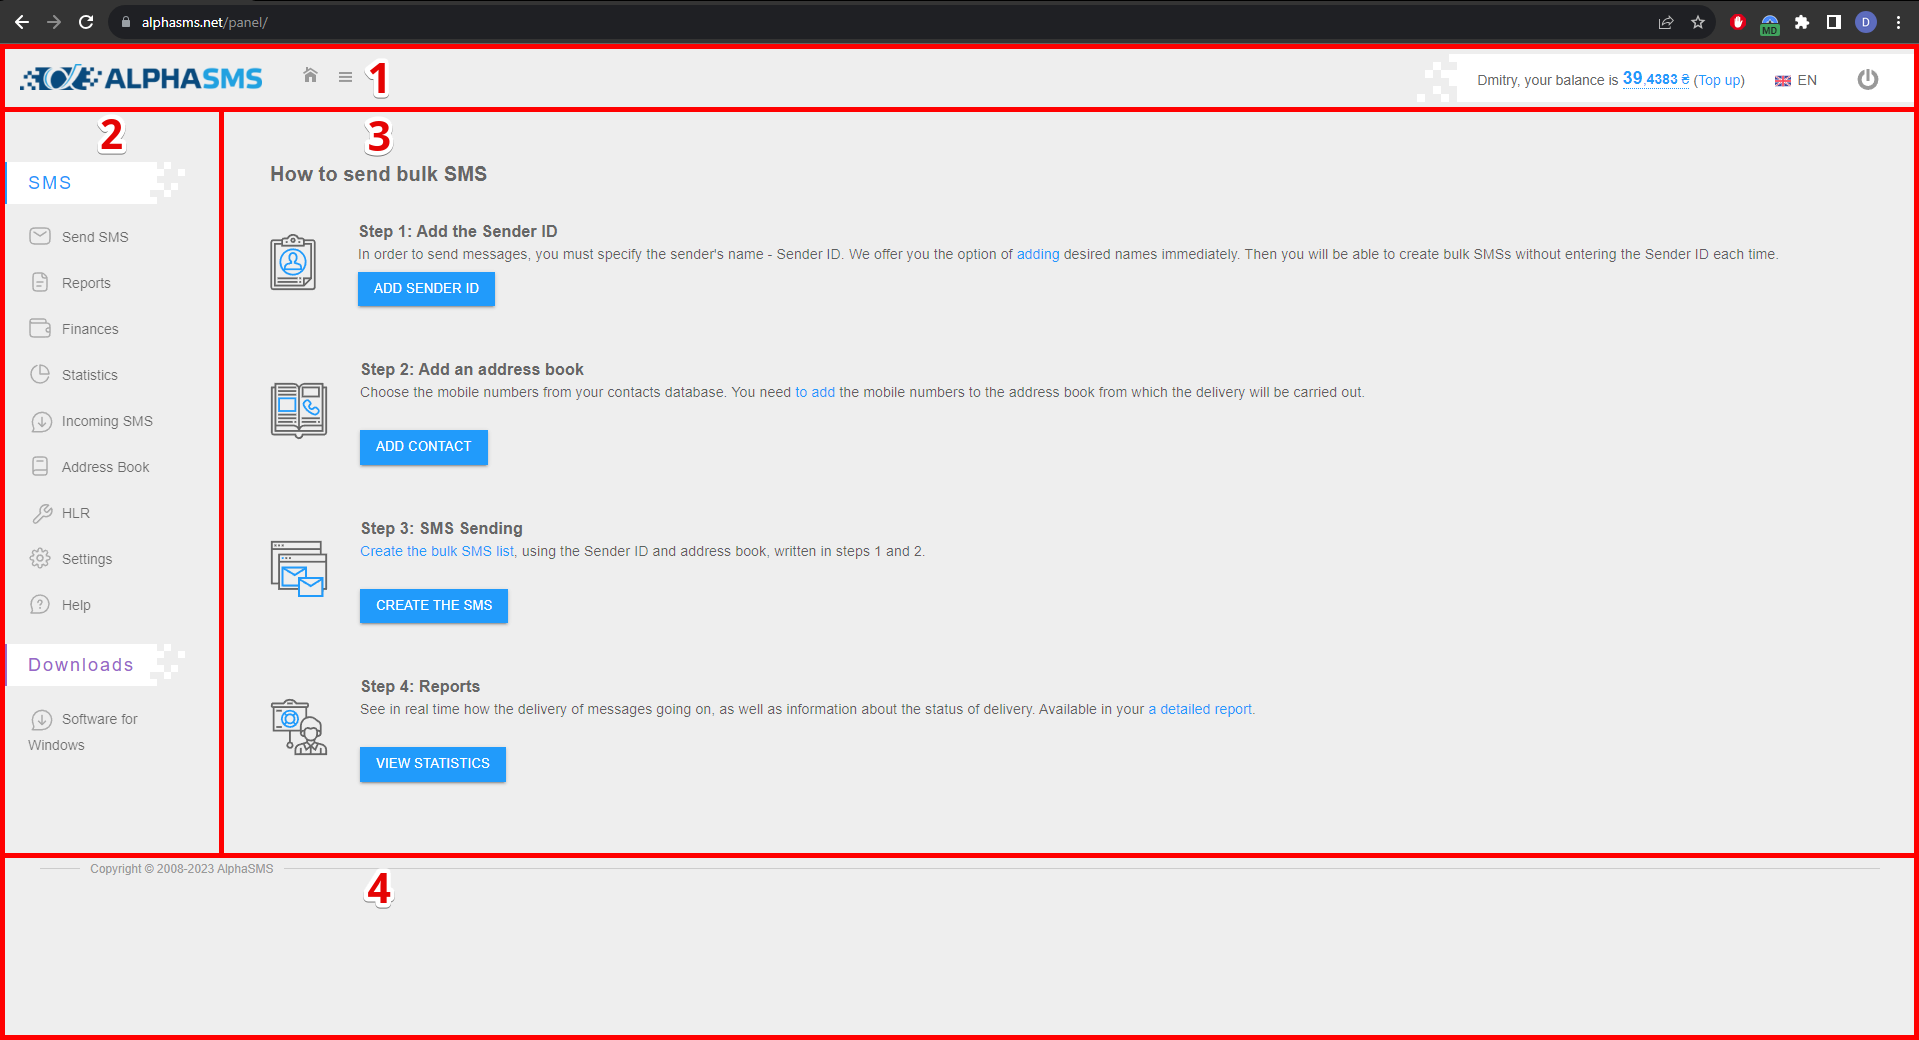 alphasms.net/panel/
MD
D
ALPHASMS
1
Dmitry, your balance is 39,4383 ₴ (Top up)
EN
2
SMS
Send SMS
Reports
Finances
Statistics
Incoming SMS
Address Book
HLR
Settings
Help
Downloads
Software for
Windows
3
How to send bulk SMS
Step 1: Add the Sender ID
In order to send messages, you must specify the sender's name - Sender ID. We offer you the option of adding desired names immediately. Then you will be able to create bulk SMSs without entering the Sender ID each time.
ADD SENDER ID
Step 2: Add an address book
Choose the mobile numbers from your contacts database. You need to add the mobile numbers to the address book from which the delivery will be carried out.
ADD CONTACT
Step 3: SMS Sending
Create the bulk SMS list, using the Sender ID and address book, written in steps 1 and 2.
CREATE THE SMS
Step 4: Reports
See in real time how the delivery of messages going on, as well as information about the status of delivery. Available in your a detailed report.
VIEW STATISTICS
Copyright © 2008-2023 AlphaSMS
4